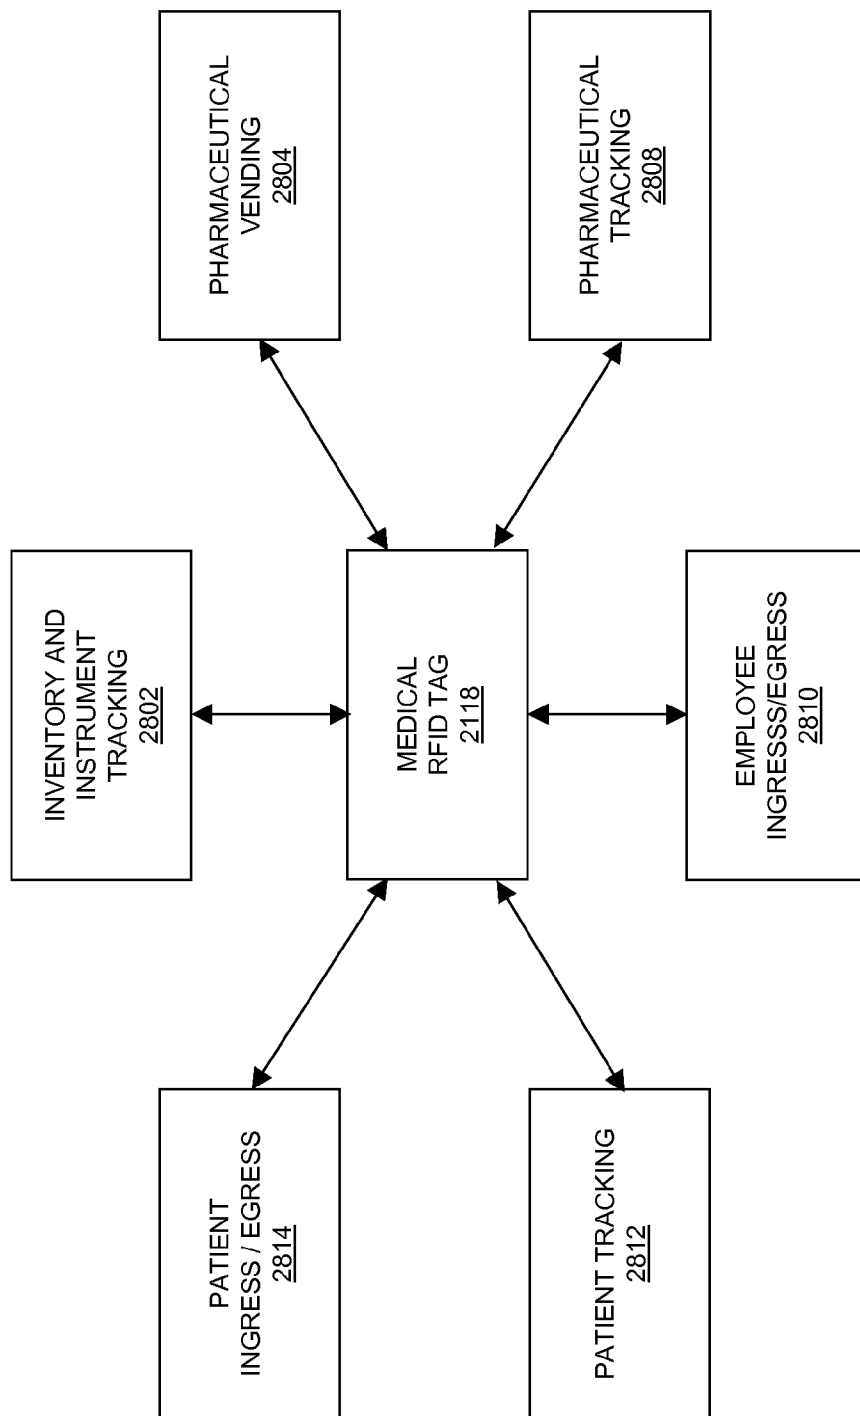 INVENTORY AND
INSTRUMENT
TRACKING
2802
PATIENT
INGRESS / EGRESS
2814
PHARMACEUTICAL
VENDING
2804
MEDICAL
RFID TAG
2118
PATIENT TRACKING
2812
PHARMACEUTICAL
TRACKING
2808
EMPLOYEE
INGRESSS/EGRESS
2810